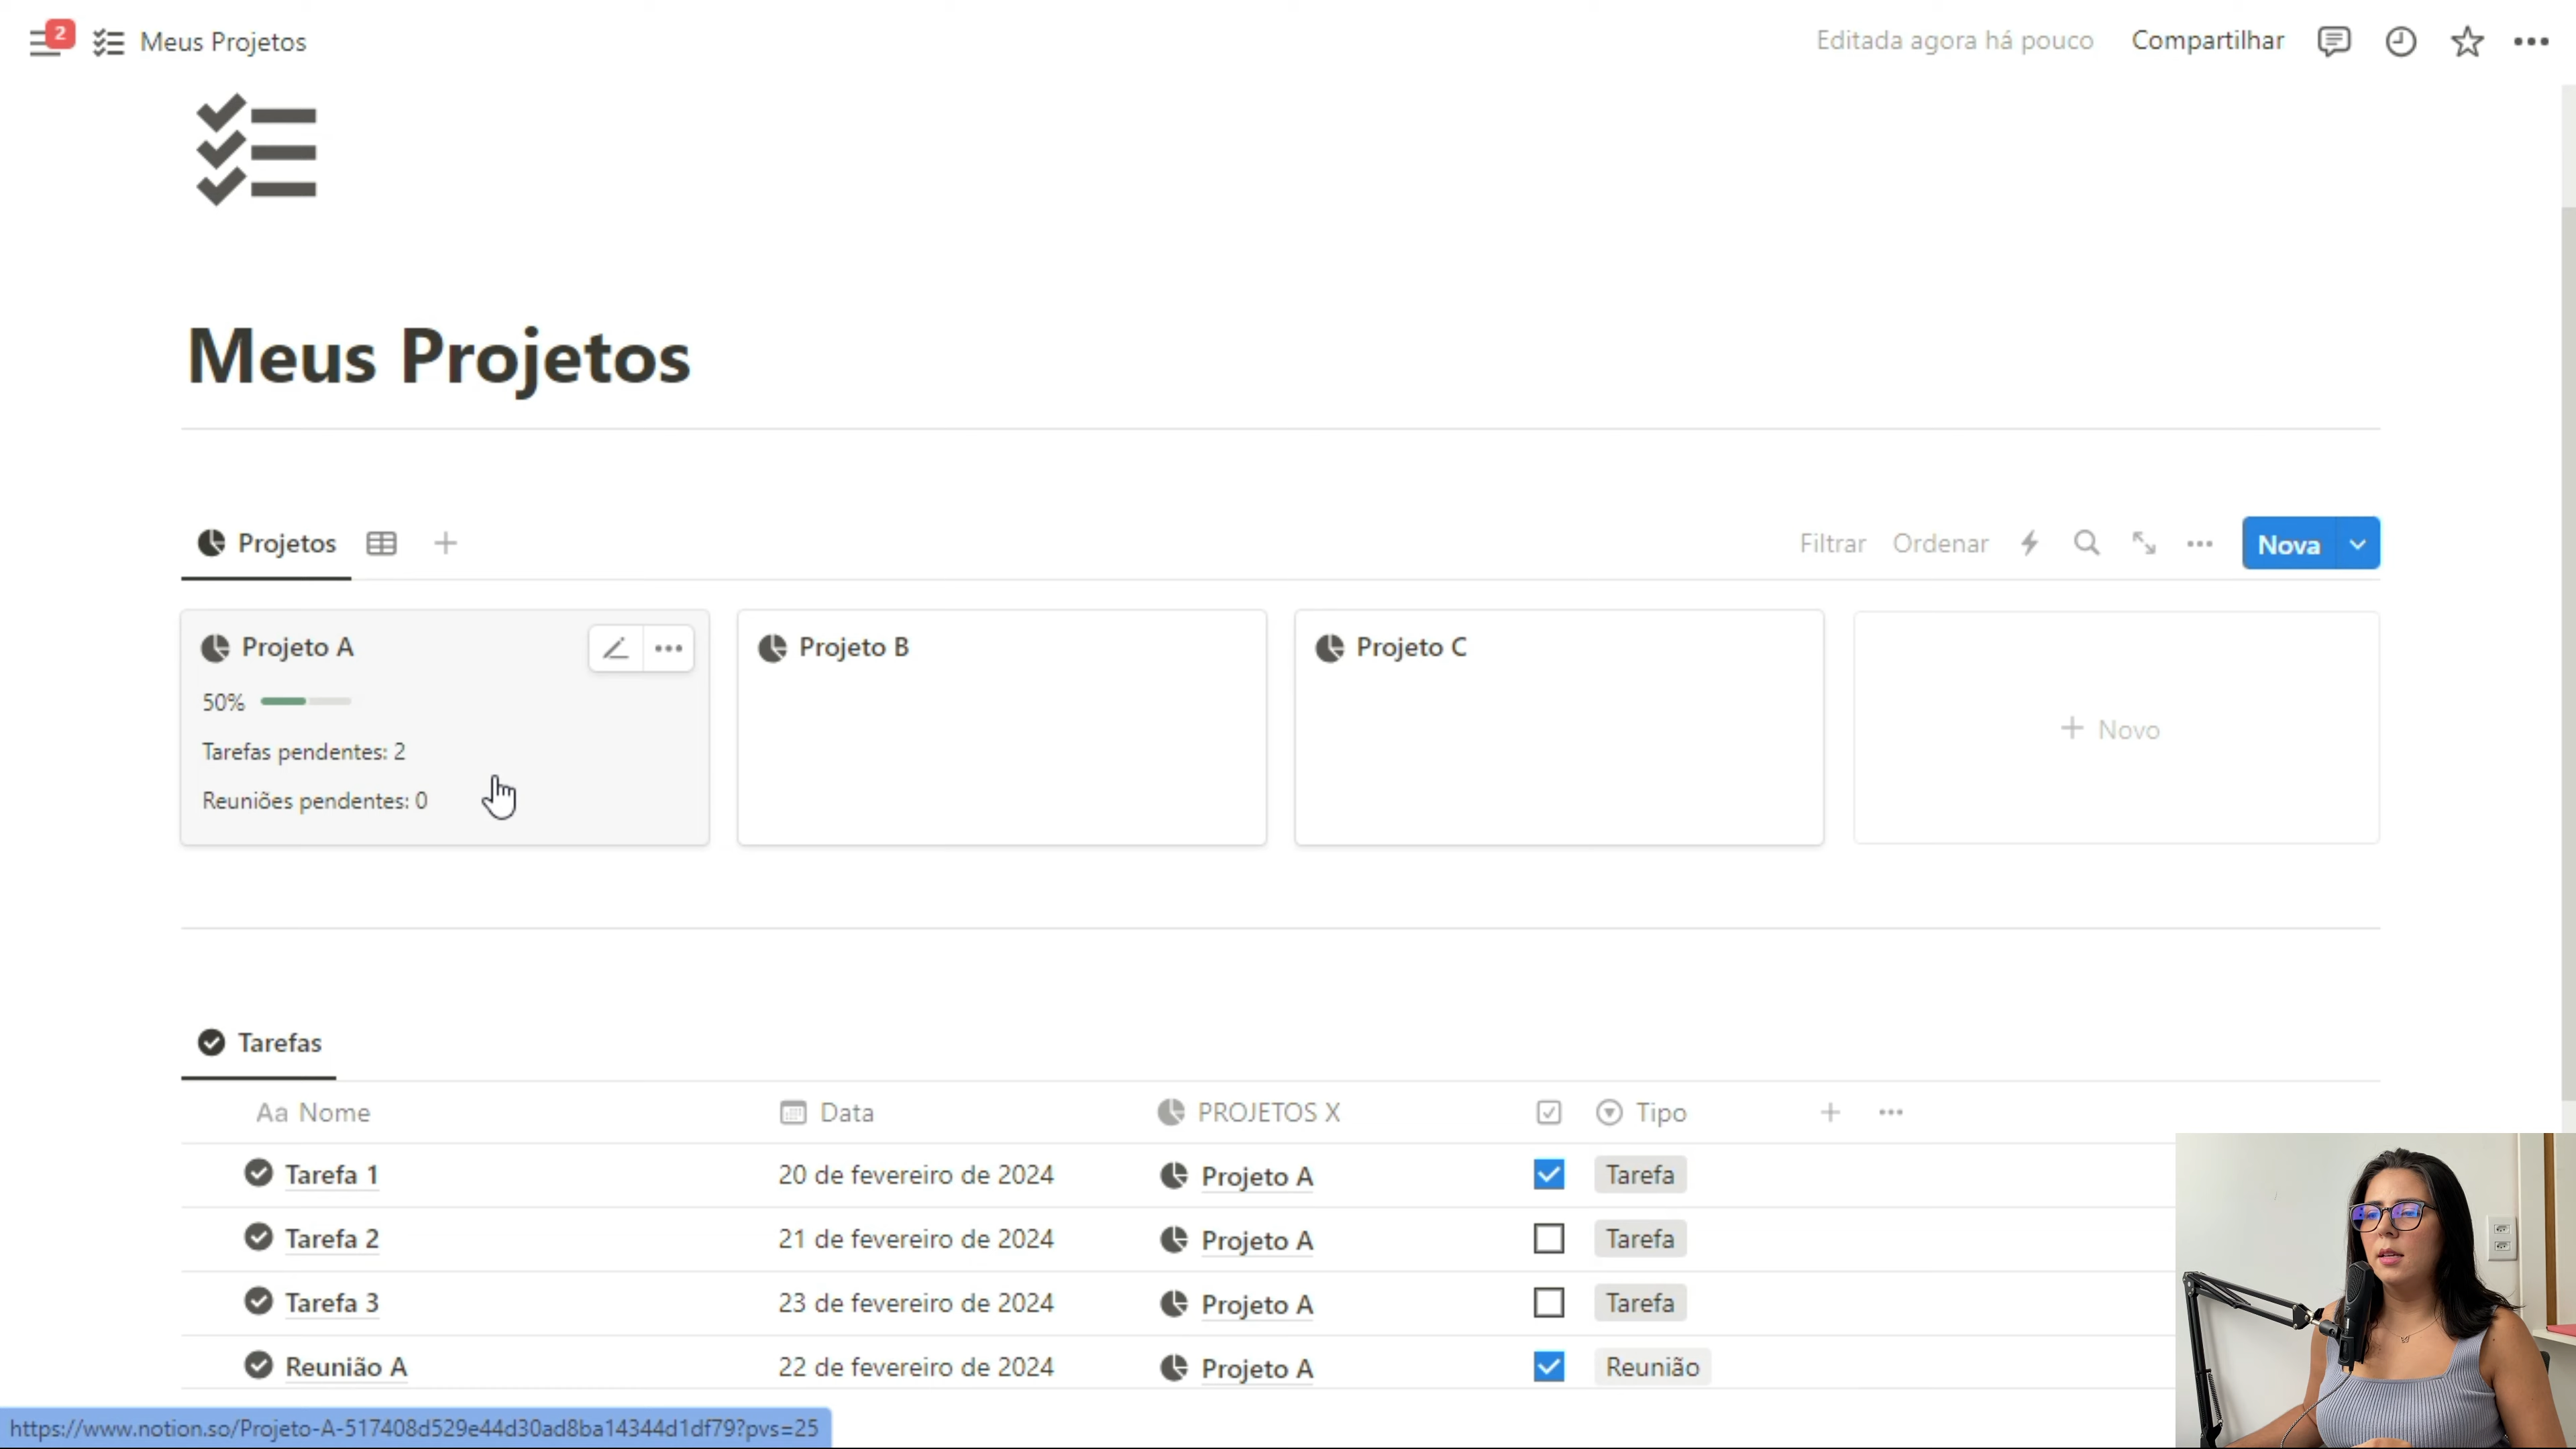 2
Meus Projetos
Editada agora há pouco
Compartilhar
Meus Projetos
Projetos
Filtrar
Ordenar
Nova
Projeto A
50%
Tarefas pendentes: 2
Reuniões pendentes: 0
Projeto B
Projeto C
+ Novo
Tarefas
Aa Nome
Data
PROJETOS X
Tipo
Tarefa 1
20 de fevereiro de 2024
Projeto A
Tarefa
Tarefa 2
21 de fevereiro de 2024
Projeto A
Tarefa
Tarefa 3
23 de fevereiro de 2024
Projeto A
Tarefa
Reunião A
22 de fevereiro de 2024
Projeto A
Reunião
https://www.notion.so/Projeto-A-517408d529e44d30ad8ba14344d1df79?pvs=25